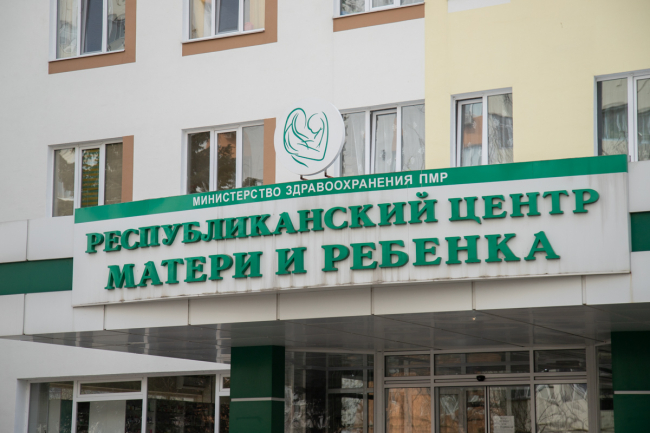 МИНИСТЕРСТВО ЗДРАВООХРАНЕНИЯ ПМР
РЕСПУБЛИКАНСКИЙ ЦЕНТР
МАТЕРИ И РЕБЕНКА